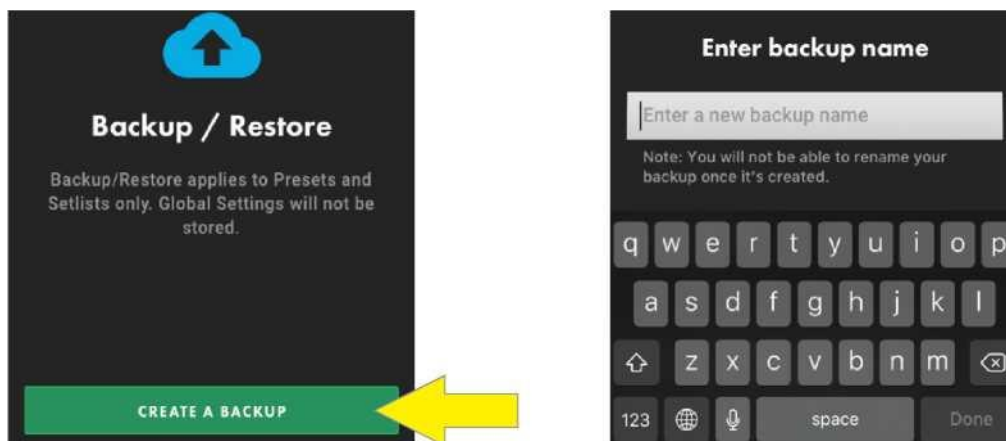 Backup / Restore
Backup/Restore applies to Presets and
Setlists only. Global Settings will not be
stored.
CREATE A BACKUP
Enter backup name
Enter a new backup name
Note: You will not be able to rename your
backup once it's created.
q w e r t y u i o p
a s d f g h j k l
z x c v b n m
123 space Done